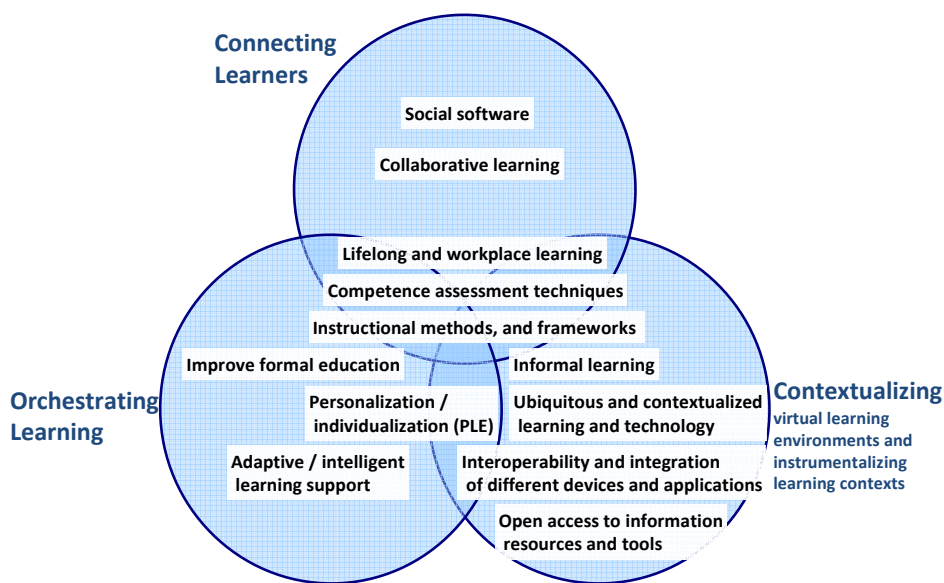 Connecting
Learners
Social software
Collaborative learning
Lifelong and workplace learning
Competence assessment techniques
Instructional methods, and frameworks
Improve formal education
Informal learning
Orchestrating
Learning
Personalization /
individualization (PLE)
Ubiquitous and contextualized
learning and technology
Contextualizing
virtual learning
environments and
instrumentalizing
learning contexts
Adaptive / intelligent
learning support
Interoperability and integration
of different devices and applications
Open access to information
resources and tools